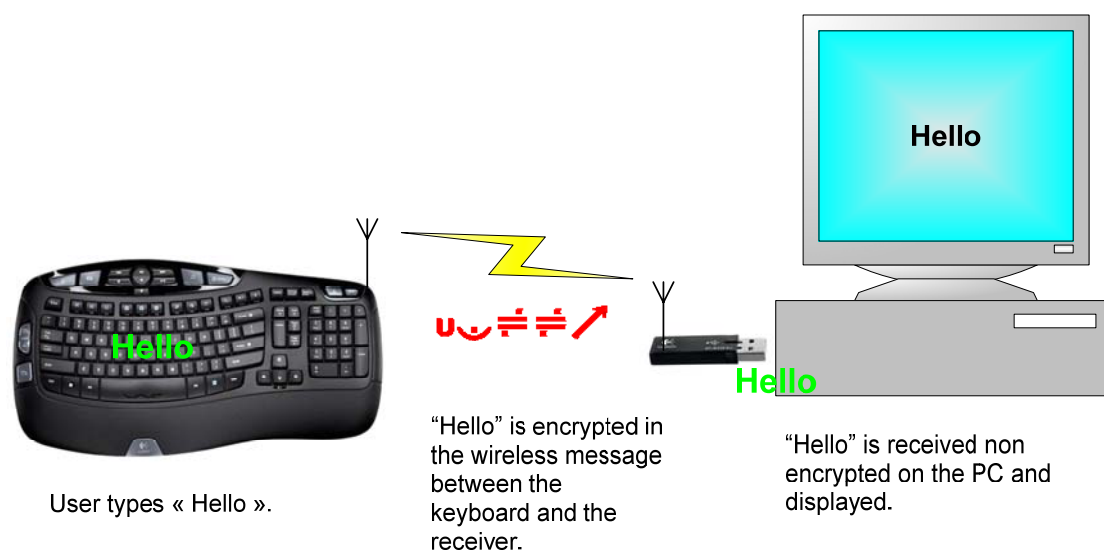 Hello
Hello
Hello
“Hello” is encrypted in
the wireless message
between the
keyboard and the
receiver.
“Hello” is received non
encrypted on the PC and
displayed.
User types « Hello ».